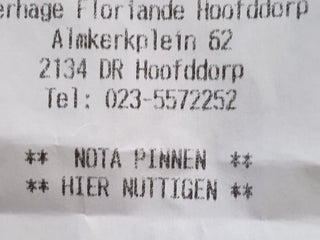 erhage Floriande Hoofddorp
Almkerkplein 62
2134 DR Hoofddorp
Tel: 023-5572252
** NOTA PINNEN **
** HIER NUTTIGEN **